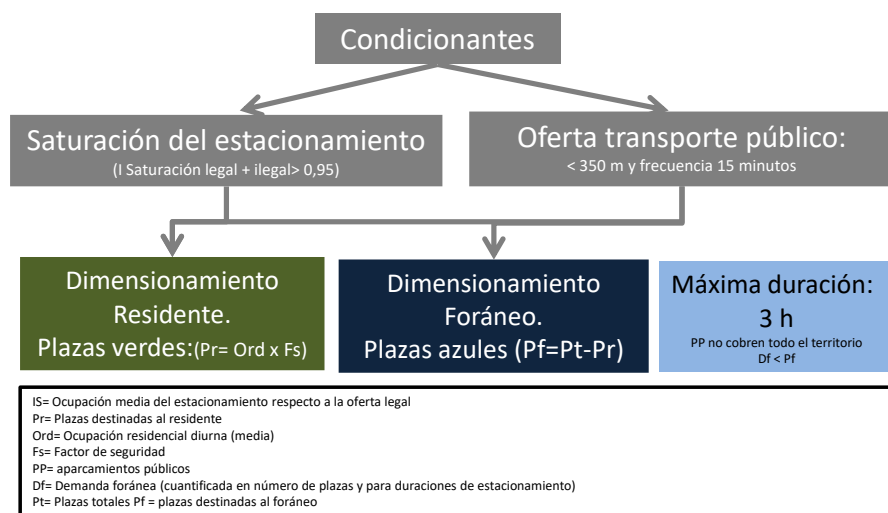 Condicionantes
Saturación del estacionamiento
(I Saturación legal + ilegal> 0,95)
Oferta transporte público:
< 350 m y frecuencia 15 minutos
Dimensionamiento
Residente.
Plazas verdes:(Pr= Ord x Fs)
Dimensionamiento
Foráneo.
Plazas azules (Pf=Pt-Pr)
Máxima duración:
3 h
PP no cobren todo el territorio
Df < Pf
IS= Ocupación media del estacionamiento respecto a la oferta legal
Pr= Plazas destinadas al residente
Ord= Ocupación residencial diurna (media)
Fs= Factor de seguridad
PP= aparcamientos públicos
Df= Demanda foránea (cuantificada en número de plazas y para duraciones de estacionamiento)
Pt= Plazas totales Pf = plazas destinadas al foráneo